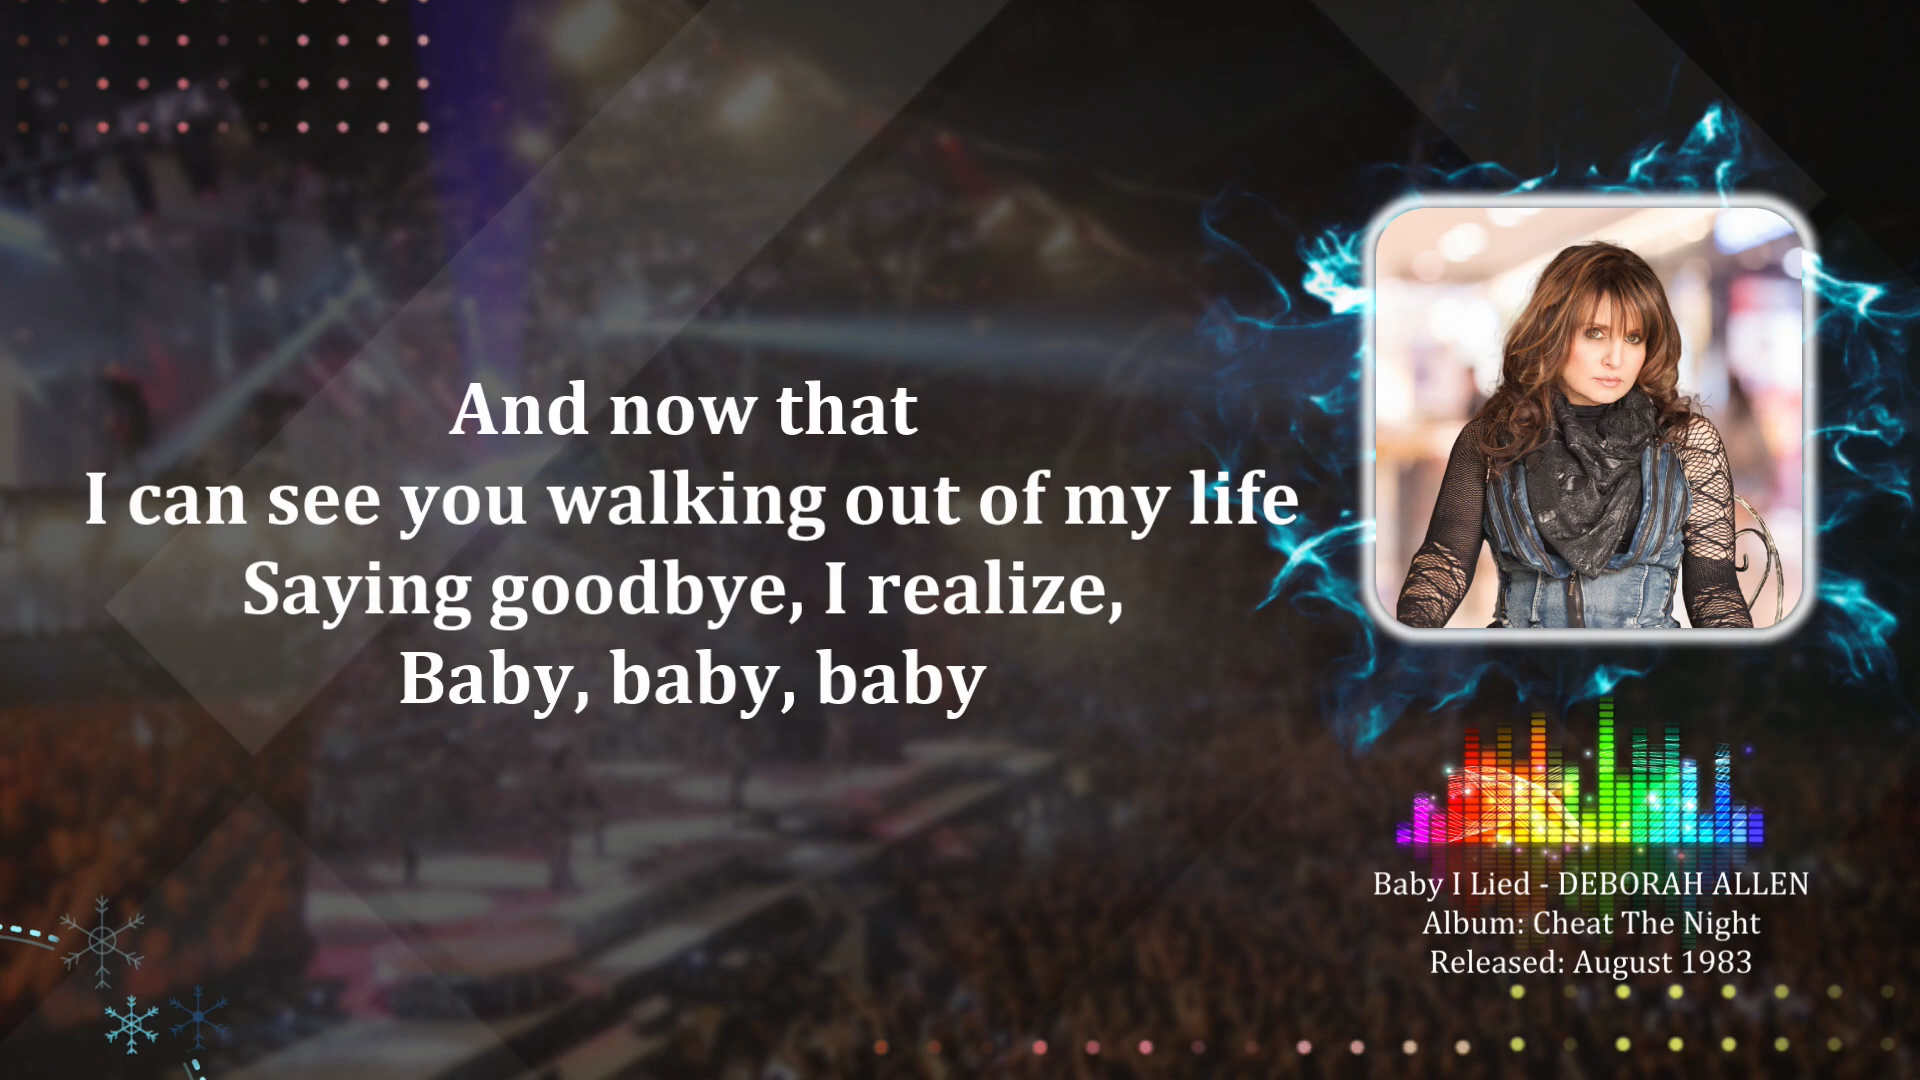 And now that
I can see you walking out of my life
Saying goodbye, I realize,
Baby, baby, baby
Baby I Lied - DEBORAH ALLEN
Album: Cheat The Night
Released: August 1983